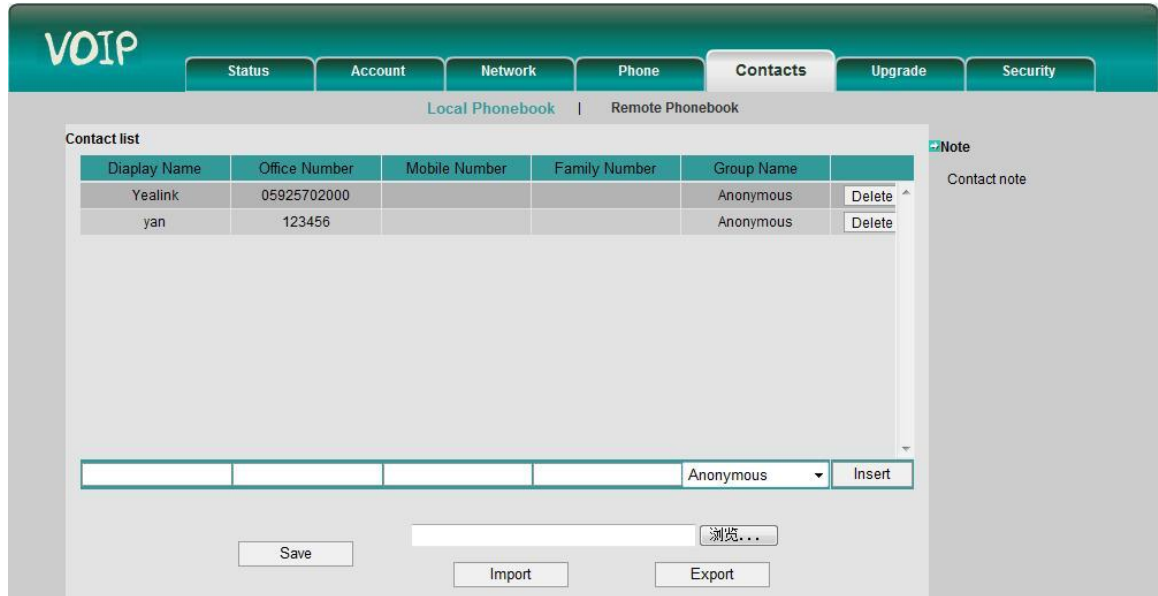 VOIP
Status Account Network Phone Contacts Upgrade Security
Local Phonebook | Remote Phonebook
Contact list
Note
Diaplay Name Office Number Mobile Number Family Number Group Name
Contact note
Yealink 05925702000 Anonymous Delete
yan 123456 Anonymous Delete
Anonymous Insert
浏览...
Save
Import Export